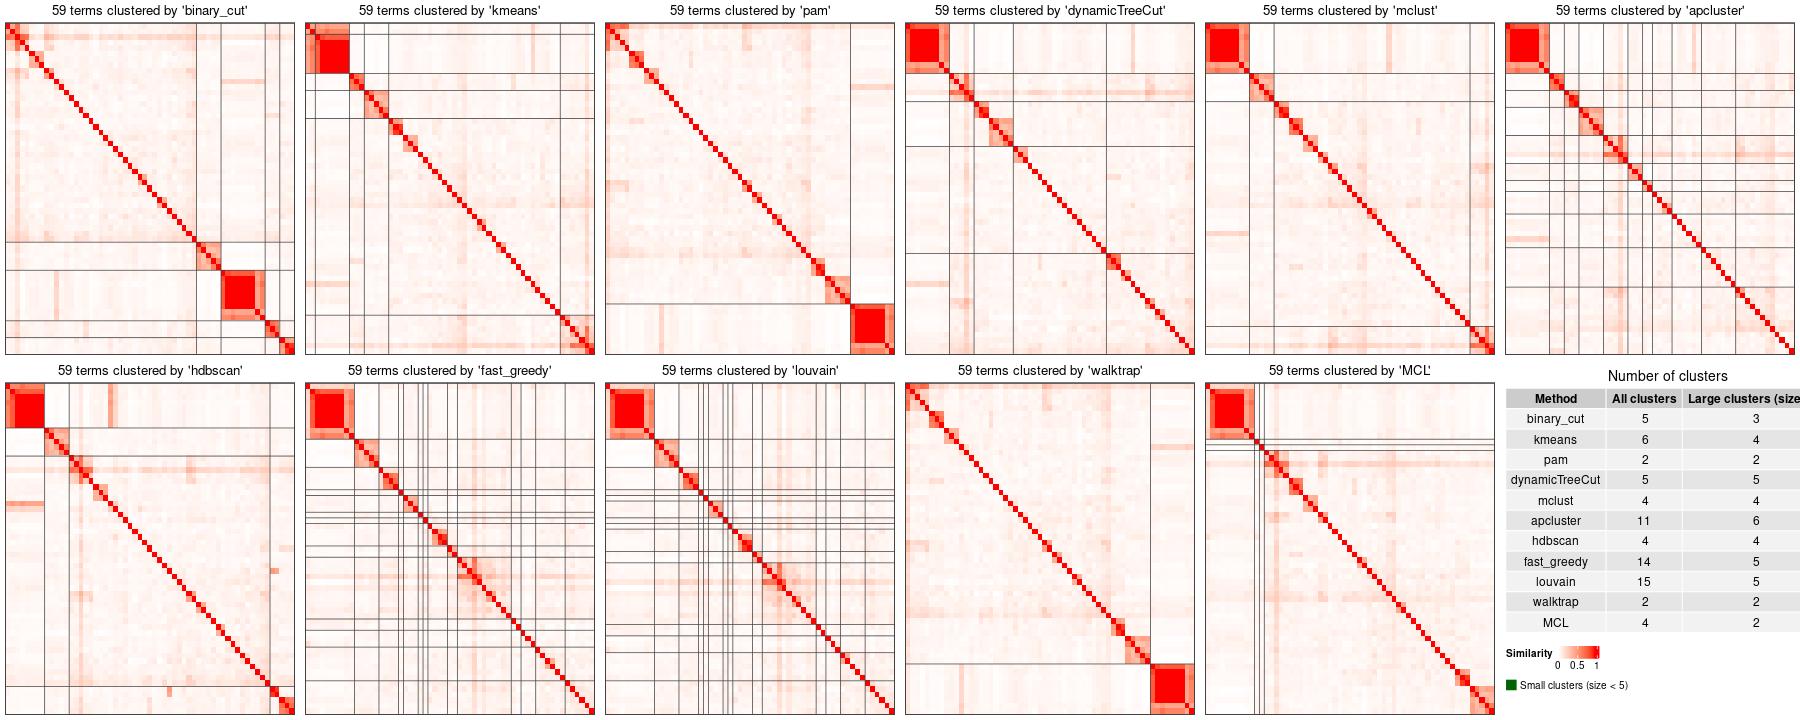 59 terms clustered by 'binary_cut'
59 terms clustered by 'kmeans'
59 terms clustered by 'pam'
59 terms clustered by 'dynamicTreeCut'
59 terms clustered by 'mclust'
59 terms clustered by 'apcluster'
59 terms clustered by 'hdbscan'
59 terms clustered by 'fast_greedy'
59 terms clustered by 'louvain'
59 terms clustered by 'walktrap'
59 terms clustered by 'MCL'
Number of clusters
Method All clusters Large clusters (size
binary_cut 5 3
kmeans 6 4
pam 2 2
dynamicTreeCut 5 5
mclust 4 4
apcluster 11 6
hdbscan 4 4
fast_greedy 14 5
louvain 15 5
walktrap 2 2
MCL 4 2
Similarity
0 0.5 1
Small clusters (size < 5)